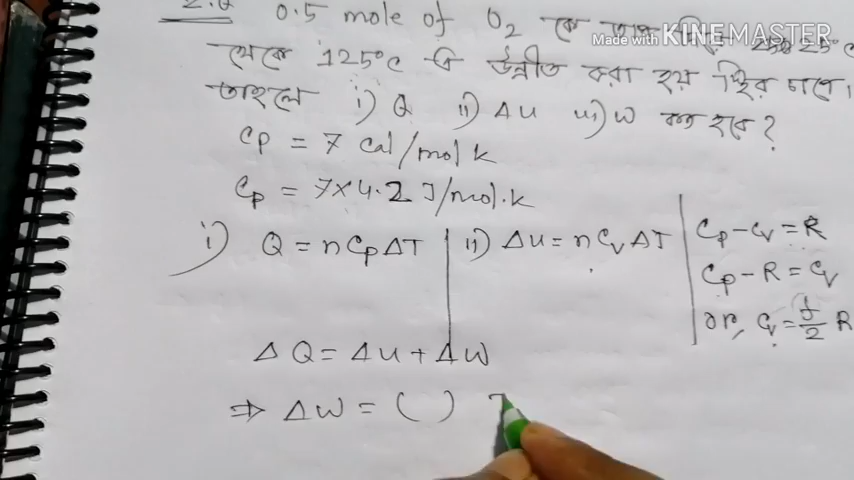 2.Q 0.5 mole of O₂ কে তাপ 25°C
Made with KINEMASTER
থেকে 125°C এ উন্নীত করা হয় স্থির চাপে।
তাহলে i) Q ii) ΔU iii) W কত হবে?
Cp = 7 Cal/mol k
Cp = 7×4.2 J/mol.k
i) Q = nCpΔT
ii) ΔU = nCvΔT
Cp-Cv = R
Cp-R = Cv
or, Cv = f/2 R
ΔQ = ΔU + ΔW
⇒ ΔW = ( )